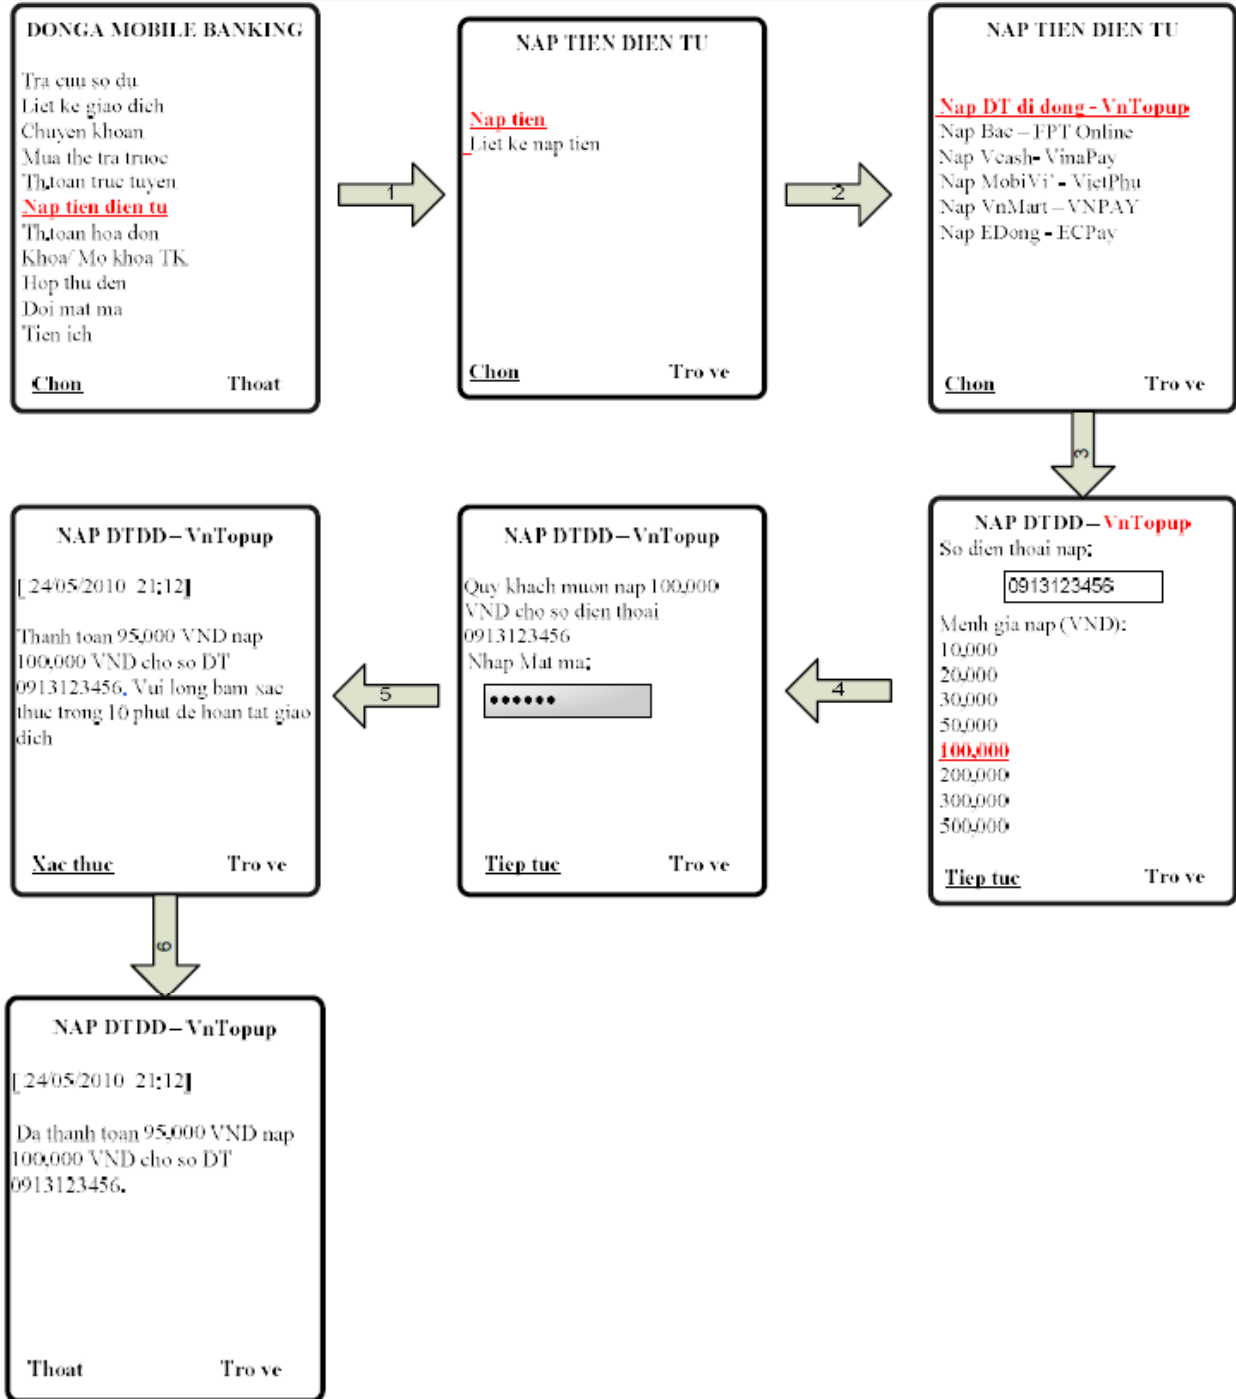 DONGA MOBILE BANKING
Tra cuu so du
Liet ke giao dich
Chuyen khoan
Mua the tra truoc
Th.toan truc tuyen
Nap tien dien tu
Th.toan hoa don
Khoa/ Mo khoa TK
Hop thu den
Doi mat ma
Tien ich
Chon Thoat
1
NAP TIEN DIEN TU
Nap tien
Liet ke nap tien
Chon Tro ve
2
NAP TIEN DIEN TU
Nap DT di dong - VnTopup
Nap Bac – FPT Online
Nap Vcash- VinaPay
Nap MobiVi` - VietPhu
Nap VnMart – VNPAY
Nap EDong - ECPay
Chon Tro ve
3
NAP DTDD – VnTopup
So dien thoai nap:
0913123456
Menh gia nap (VND):
10,000
20,000
30,000
50,000
100,000
200,000
300,000
500,000
Tiep tuc Tro ve
4
NAP DTDD – VnTopup
Quy khach muon nap 100,000
VND cho so dien thoai
0913123456
Nhap Mat ma:
••••••
Tiep tuc Tro ve
5
NAP DTDD – VnTopup
[ 24/05/2010 21:12]
Thanh toan 95,000 VND nap
100,000 VND cho so DT
0913123456. Vui long bam xac
thuc trong 10 phut de hoan tat giao
dich
Xac thuc Tro ve
6
NAP DTDD – VnTopup
[ 24/05/2010 21:12]
Da thanh toan 95,000 VND nap
100,000 VND cho so DT
0913123456.
Thoat Tro ve